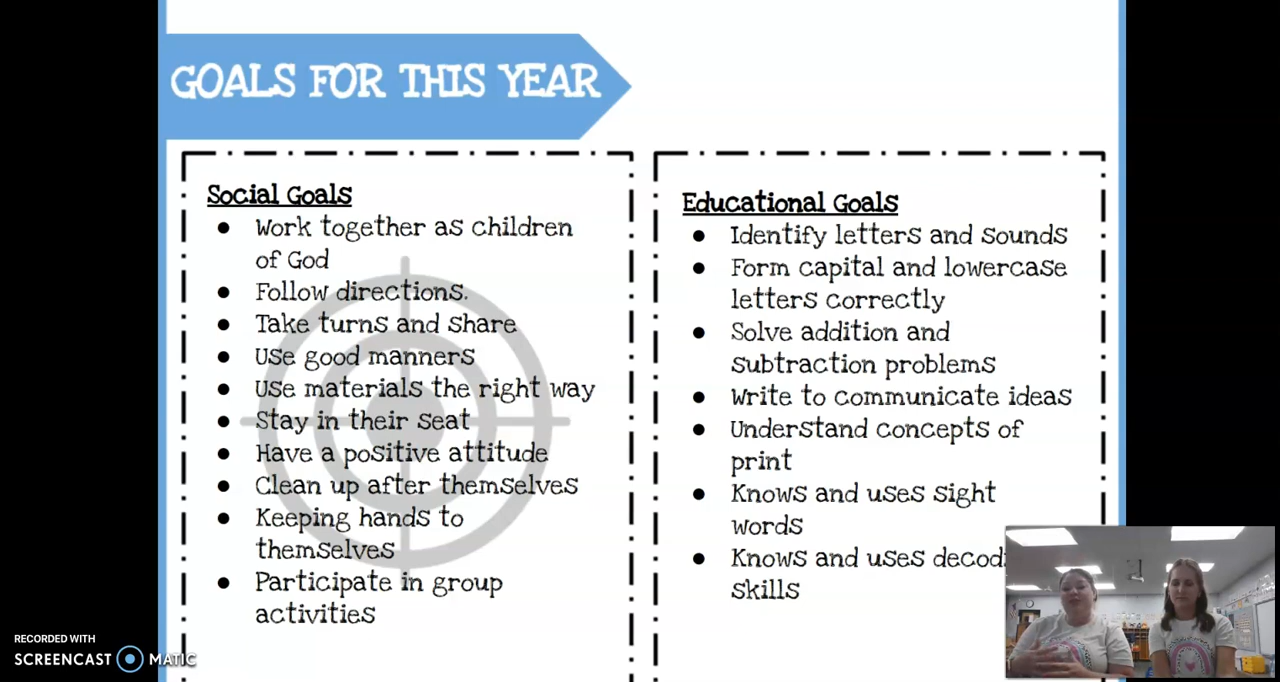 GOALS FOR THIS YEAR
Social Goals
● Work together as children
of God
● Follow directions.
● Take turns and share
● Use good manners
● Use materials the right way
● Stay in their seat
● Have a positive attitude
● Clean up after themselves
● Keeping hands to
themselves
● Participate in group
activities
Educational Goals
● Identify letters and sounds
● Form capital and lowercase
letters correctly
● Solve addition and
subtraction problems
● Write to communicate ideas
● Understand concepts of
print
● Knows and uses sight
words
● Knows and uses
skills
RECORDED WITH
SCREENCAST MATIC